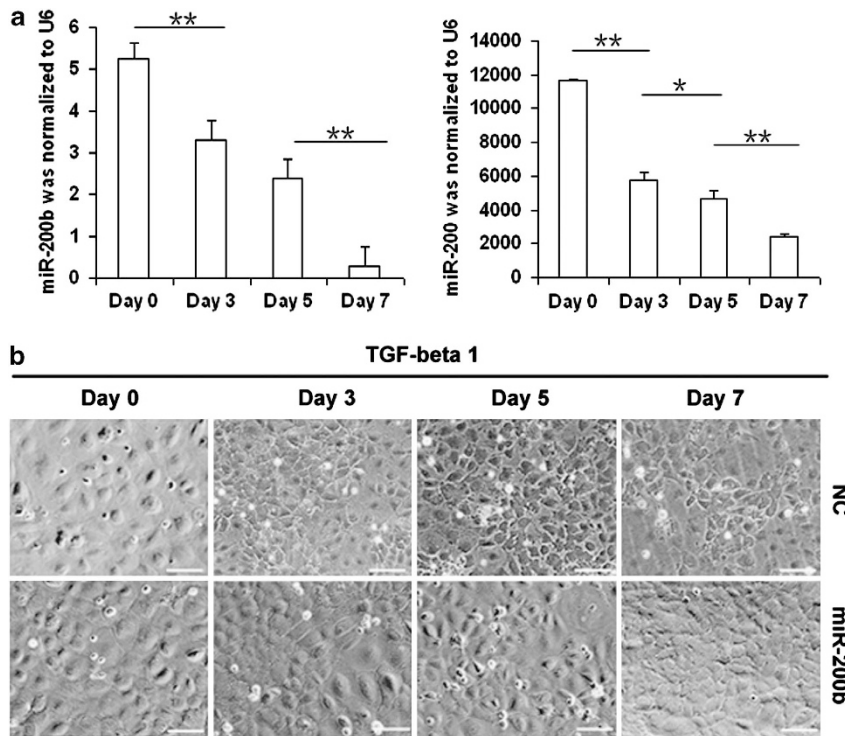 a
miR-200b was normalized to U6
6
5
4
3
2
1
0
**
**
Day 0 Day 3 Day 5 Day 7
miR-200 was normalized to U6
14000
12000
10000
8000
6000
4000
2000
0
**
*
**
Day 0 Day 3 Day 5 Day 7
b
TGF-beta 1
Day 0 Day 3 Day 5 Day 7
NC
miR-200b